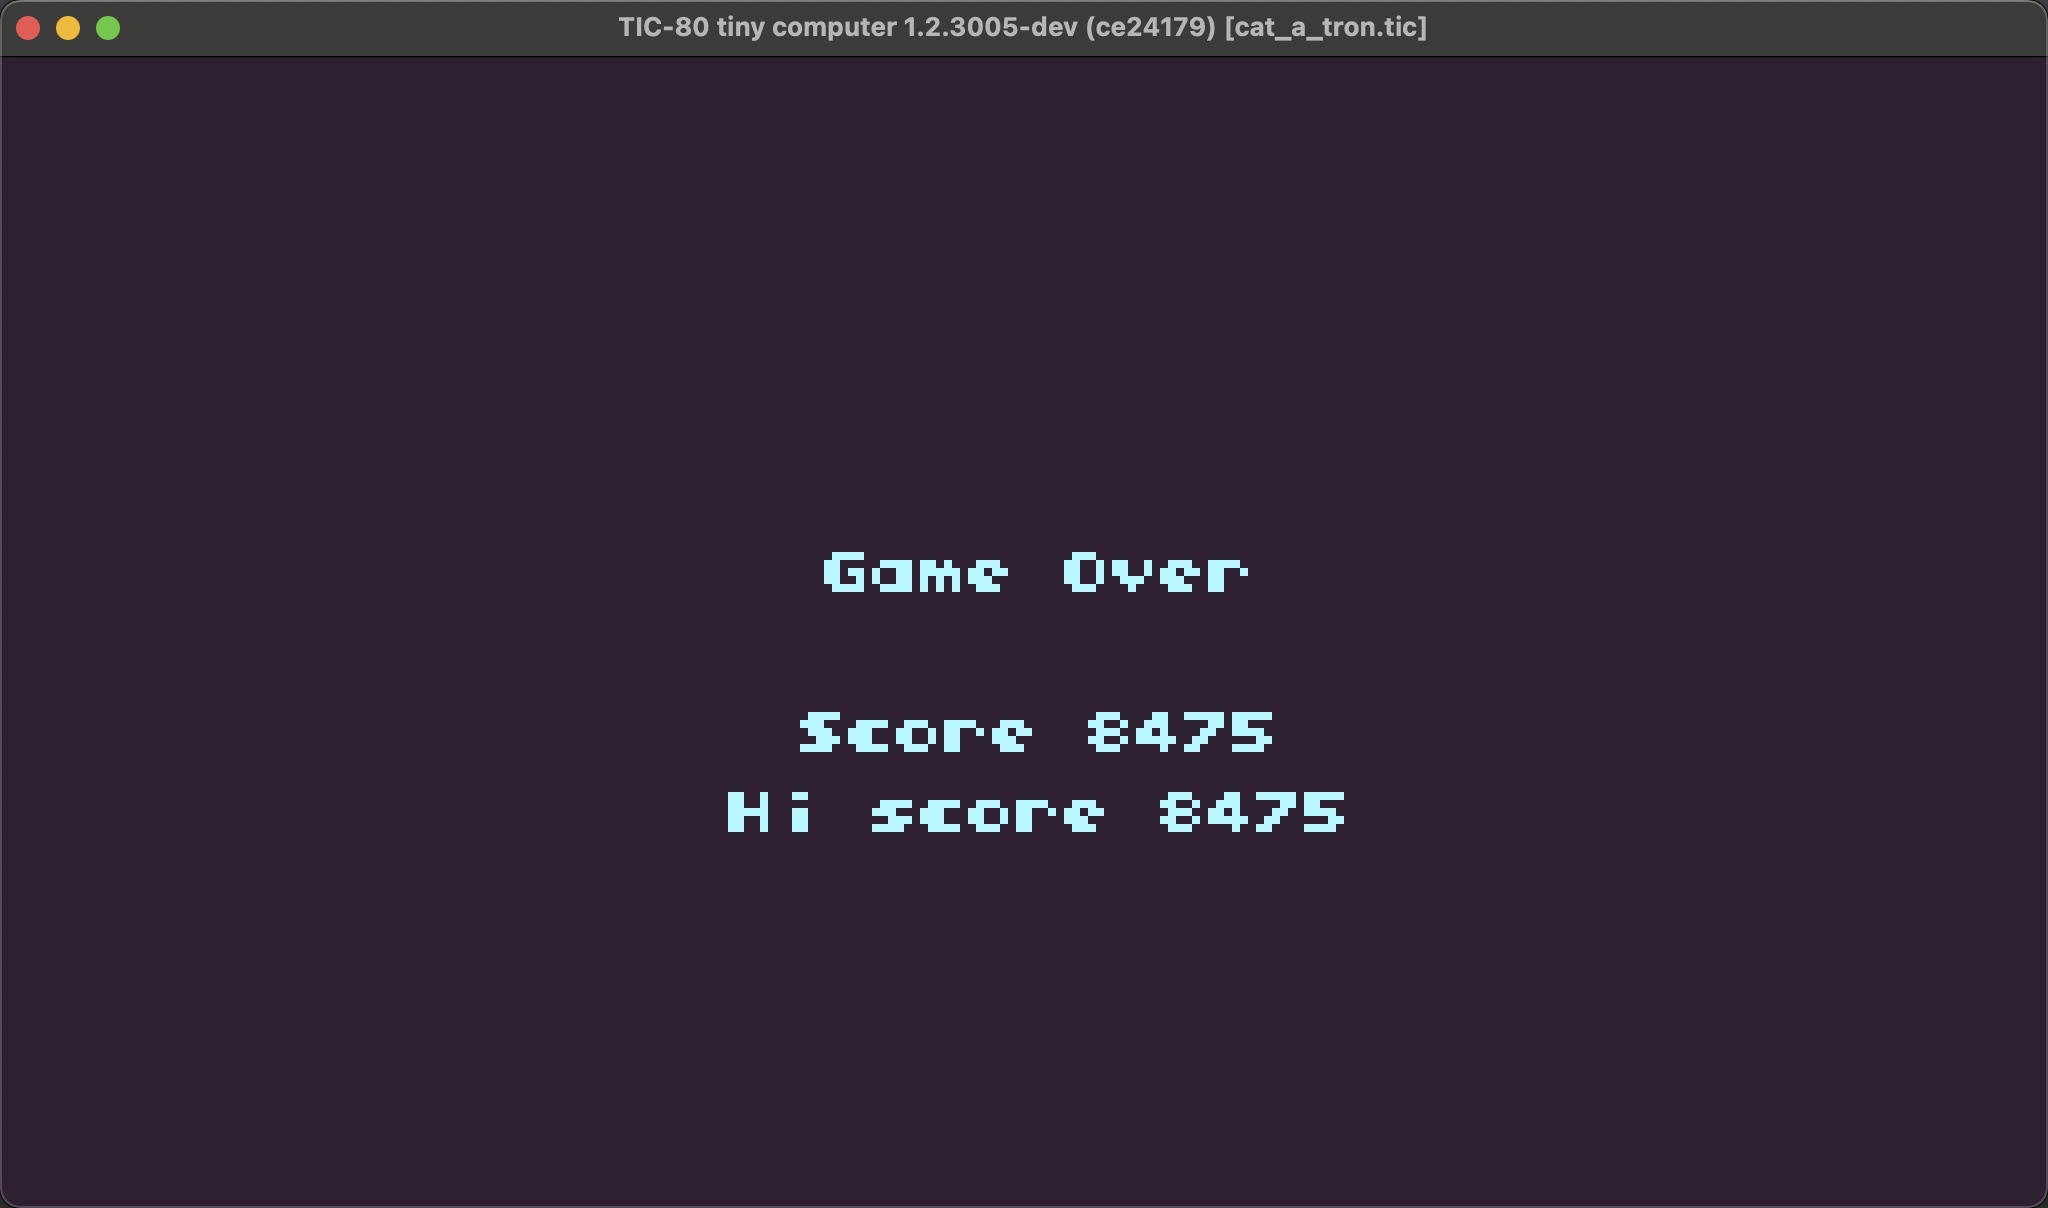 TIC-80 tiny computer 1.2.3005-dev (ce24179) [cat_a_tron.tic]
Game Over
Score 8475
Hi score 8475